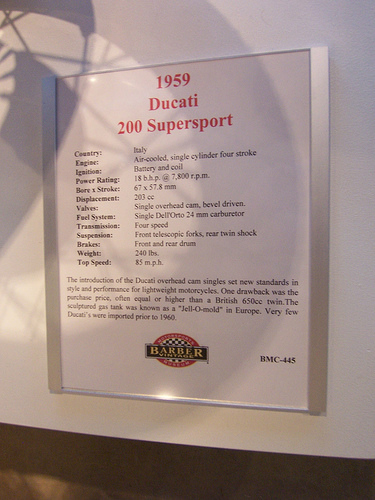 1959
Ducati
200 Supersport
Country: Italy
Engine: Air-cooled, single cylinder four stroke
Ignition: Battery and coil
Power Rating: 18 b.h.p. @ 7,800 r.p.m.
Bore x Stroke: 67 x 57.8 mm
Displacement: 203 cc
Valves: Single overhead cam, bevel driven.
Fuel System: Single Dell'Orto 24 mm carburetor
Transmission: Four speed
Suspension: Front telescopic forks, rear twin shock
Brakes: Front and rear drum
Weight: 240 lbs.
Top Speed: 85 m.p.h.
The introduction of the Ducati overhead cam singles set new standards in
style and performance for lightweight motorcycles. One drawback was the
purchase price, often equal or higher than a British 650cc twin.The
sculptured gas tank was known as a "Jell-O-mold" in Europe. Very few
Ducati's were imported prior to 1960.
BARBER
VINTAGE
BMC-445